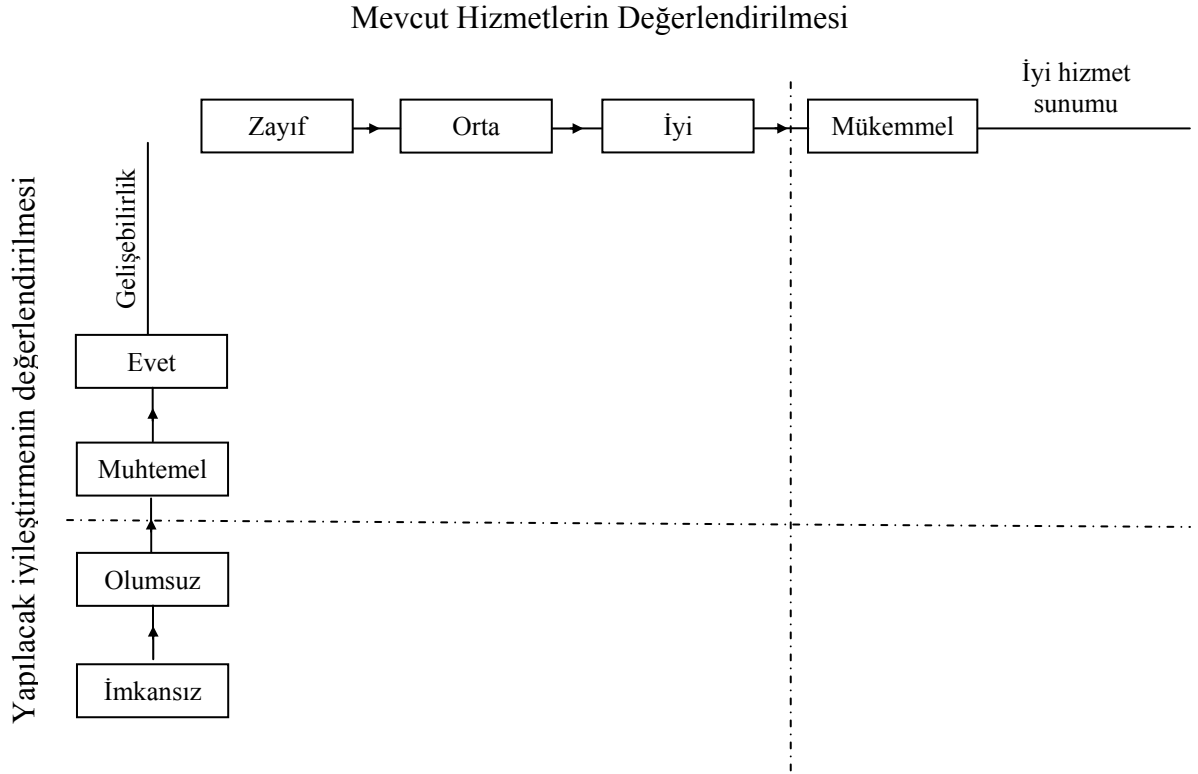 Mevcut Hizmetlerin Değerlendirilmesi
İyi hizmet
sunumu
Zayıf
Orta
İyi
Mükemmel
Yapılacak iyileştirmenin değerlendirilmesi
Gelişebilirlik
Evet
Muhtemel
Olumsuz
İmkansız